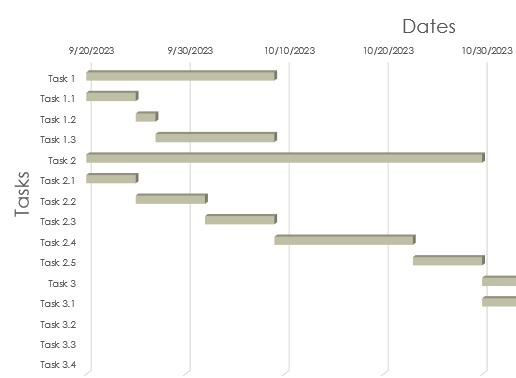 Dates
9/20/2023 9/30/2023 10/10/2023 10/20/2023 10/30/2023
Tasks
Task 1
Task 1.1
Task 1.2
Task 1.3
Task 2
Task 2.1
Task 2.2
Task 2.3
Task 2.4
Task 2.5
Task 3
Task 3.1
Task 3.2
Task 3.3
Task 3.4